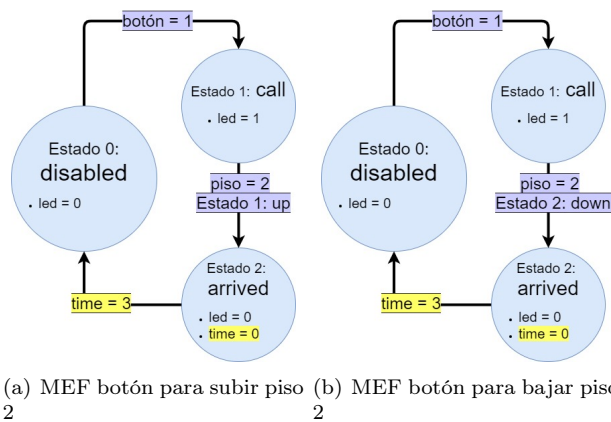 botón = 1
Estado 1: call
• led = 1
Estado 0:
disabled
• led = 0
piso = 2
Estado 1: up
Estado 2:
arrived
• led = 0
• time = 0
time = 3
botón = 1
Estado 1: call
• led = 1
Estado 0:
disabled
• led = 0
piso = 2
Estado 2: down
Estado 2:
arrived
• led = 0
• time = 0
time = 3
(a) MEF botón para subir piso
2
(b) MEF botón para bajar piso
2